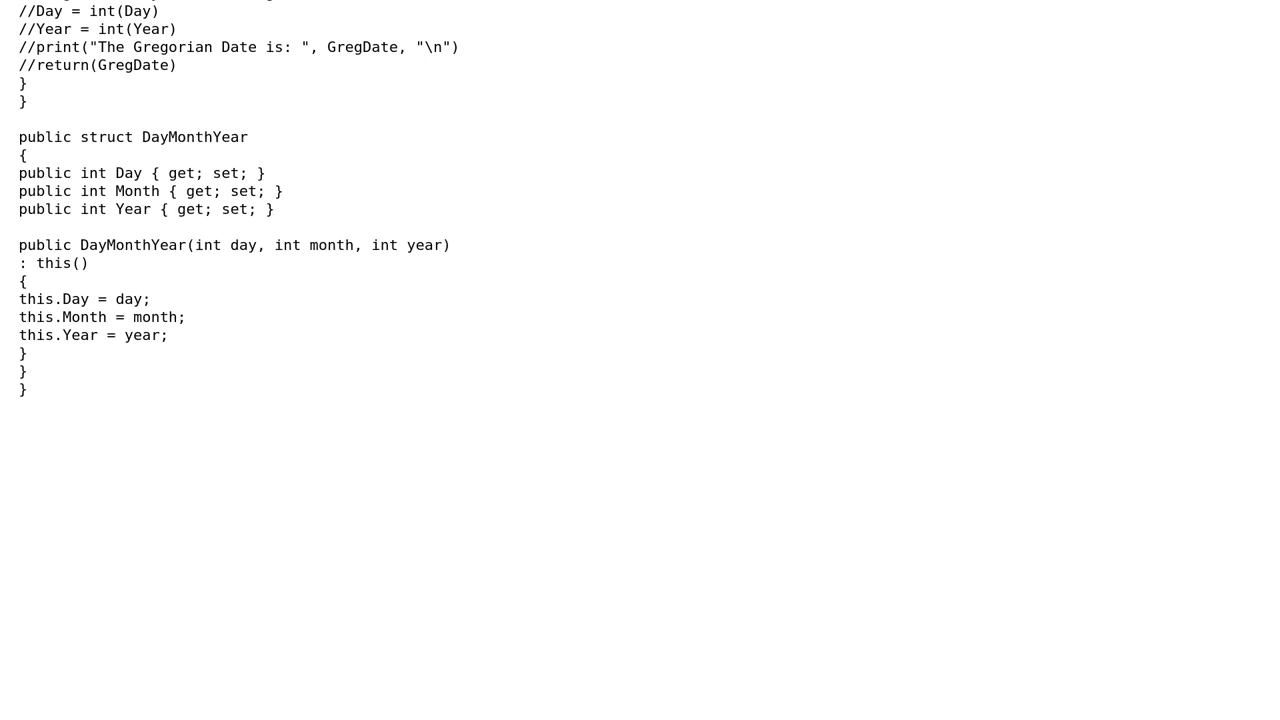 //Day = int(Day)
//Year = int(Year)
//print("The Gregorian Date is: ", GregDate, "\n")
//return(GregDate)
}
}

public struct DayMonthYear
{
public int Day { get; set; }
public int Month { get; set; }
public int Year { get; set; }

public DayMonthYear(int day, int month, int year)
: this()
{
this.Day = day;
this.Month = month;
this.Year = year;
}
}
}